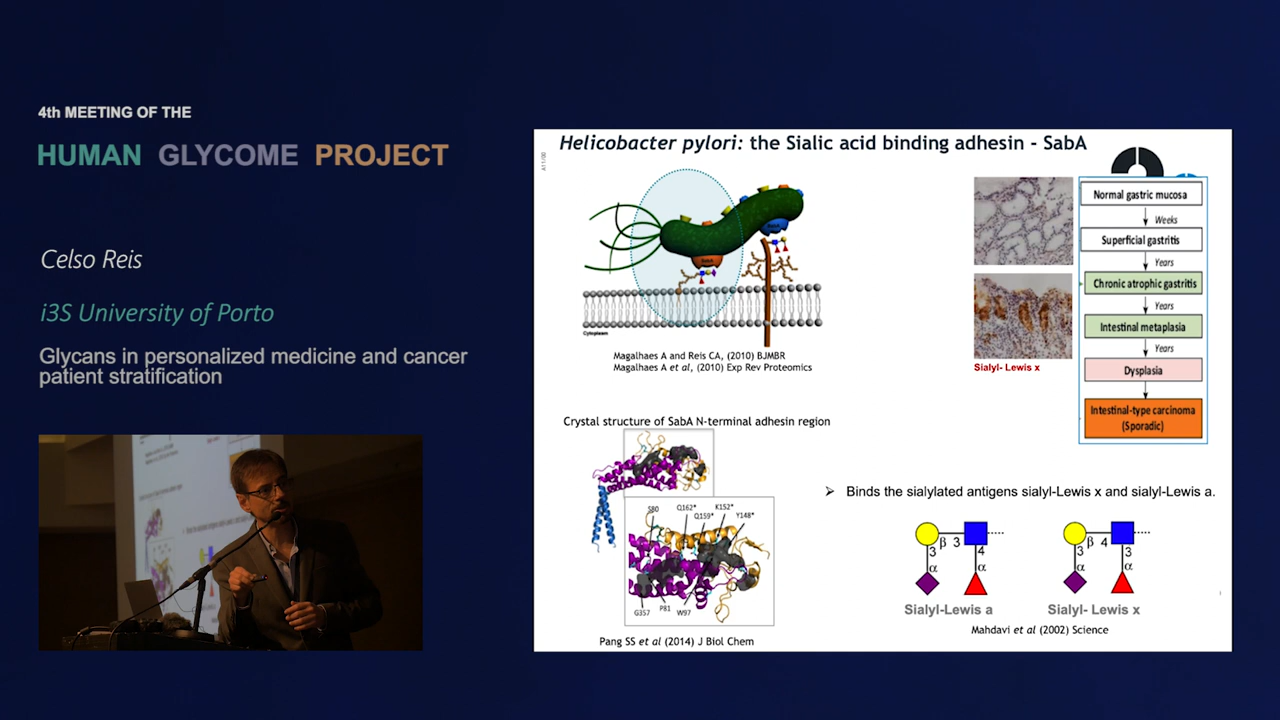 4th MEETING OF THE
HUMAN GLYCOME PROJECT
Celso Reis
i3S University of Porto
Glycans in personalized medicine and cancer
patient stratification
Helicobacter pylori: the Sialic acid binding adhesin - SabA
Cytoplasm
Magalhaes A and Reis CA, (2010) BJMBR
Magalhaes A et al, (2010) Exp Rev Proteomics
Sialyl- Lewis x
Normal gastric mucosa
Weeks
Superficial gastritis
Years
Chronic atrophic gastritis
Years
Intestinal metaplasia
Years
Dysplasia
Intestinal-type carcinoma
(Sporadic)
Crystal structure of SabA N-terminal adhesin region
S80
Q162*
Q159*
K152*
Y148*
G357
P81
W97
Pang SS et al (2014) J Biol Chem
➢ Binds the sialylated antigens sialyl-Lewis x and sialyl-Lewis a.
β 3
3
4
α
α
Sialyl-Lewis a
β 4
3
3
α
α
Sialyl- Lewis x
Mahdavi et al (2002) Science